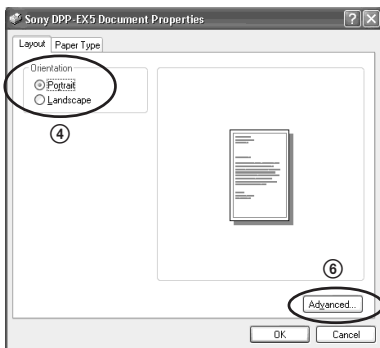 Sony DPP-EX5 Document Properties
Layout Paper Type
Orientation
Portrait
Landscape
④
⑥
Advanced...
OK Cancel